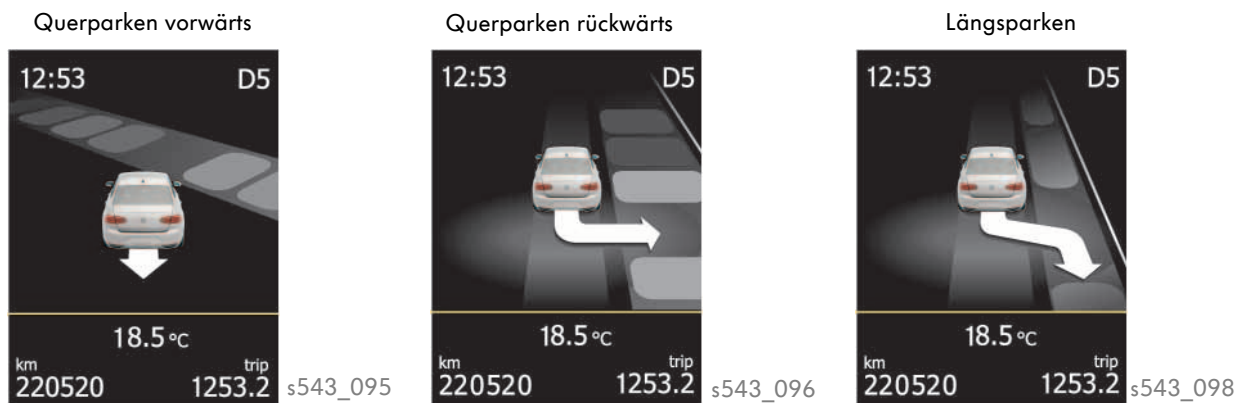 Querparken vorwärts
12:53 D5
18.5 °C
km trip
220520 1253.2
s543_095
Querparken rückwärts
12:53 D5
18.5 °C
km trip
220520 1253.2
s543_096
Längsparken
12:53 D5
18.5 °C
km trip
220520 1253.2
s543_098